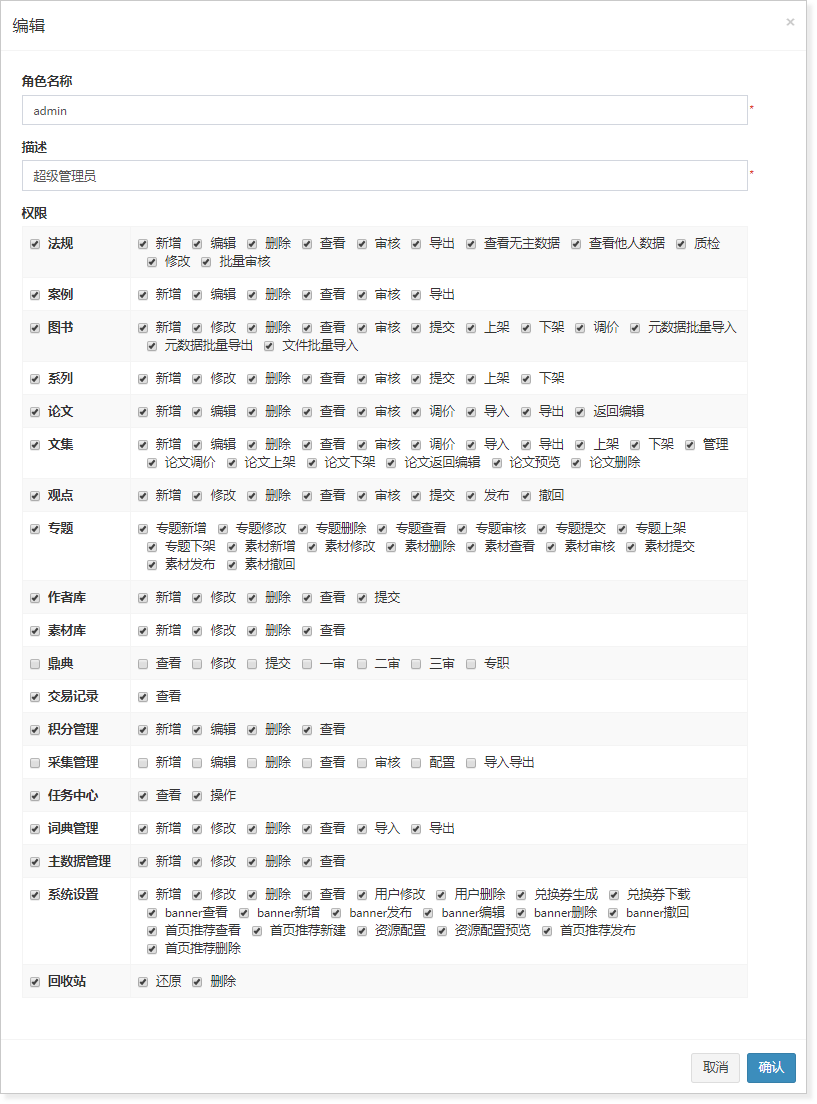 编辑
×
角色名称
admin
*
描述
超级管理员
*
权限
法规 新增 编辑 删除 查看 审核 导出 查看无主数据 查看他人数据 质检
修改 批量审核
案例 新增 编辑 删除 查看 审核 导出
图书 新增 修改 删除 查看 审核 提交 上架 下架 调价 元数据批量导入
元数据批量导出 文件批量导入
系列 新增 修改 删除 查看 审核 提交 上架 下架
论文 新增 编辑 删除 查看 审核 调价 导入 导出 返回编辑
文集 新增 编辑 删除 查看 审核 调价 导入 导出 上架 下架 管理
论文调价 论文上架 论文下架 论文返回编辑 论文预览 论文删除
观点 新增 修改 删除 查看 审核 提交 发布 撤回
专题 专题新增 专题修改 专题删除 专题查看 专题审核 专题提交 专题上架
专题下架 素材新增 素材修改 素材删除 素材查看 素材审核 素材提交
素材发布 素材撤回
作者库 新增 修改 删除 查看 提交
素材库 新增 修改 删除 查看
鼎典 查看 修改 提交 一审 二审 三审 专职
交易记录 查看
积分管理 新增 编辑 删除 查看
采集管理 新增 编辑 删除 查看 审核 配置 导入导出
任务中心 查看 操作
词典管理 新增 修改 删除 查看 导入 导出
主数据管理 新增 修改 删除 查看
系统设置 新增 修改 删除 查看 用户修改 用户删除 兑换券生成 兑换券下载
banner查看 banner新增 banner发布 banner编辑 banner删除 banner撤回
首页推荐查看 首页推荐新建 资源配置 资源配置预览 首页推荐发布
首页推荐删除
回收站 还原 删除
取消 确认